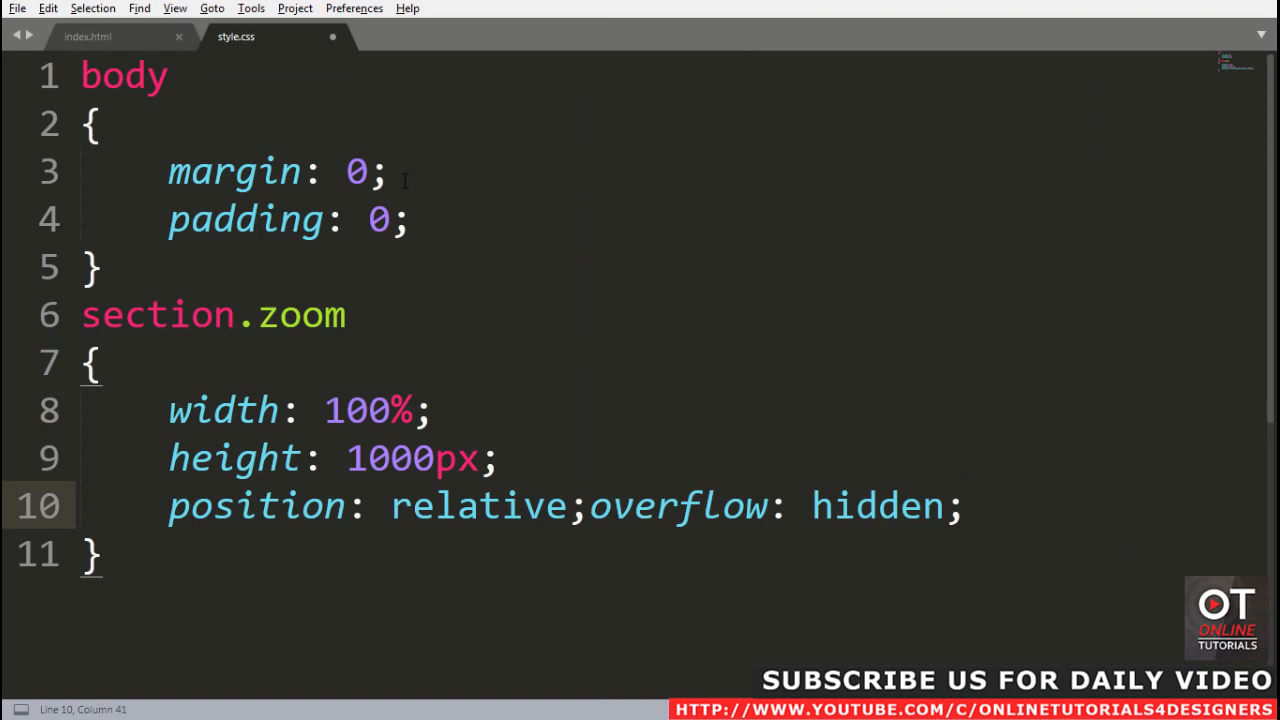 File Edit Selection Find View Goto Tools Project Preferences Help
index.html × style.css
1 body
2 {
3 margin: 0;
4 padding: 0;
5 }
6 section.zoom
7 {
8 width: 100%;
9 height: 1000px;
10 position: relative;overflow: hidden;
11 }
OT
ONLINE
TUTORIALS
SUBSCRIBE US FOR DAILY VIDEO
Line 10, Column 41 HTTP://WWW.YOUTUBE.COM/C/ONLINETUTORIALS4DESIGNERS